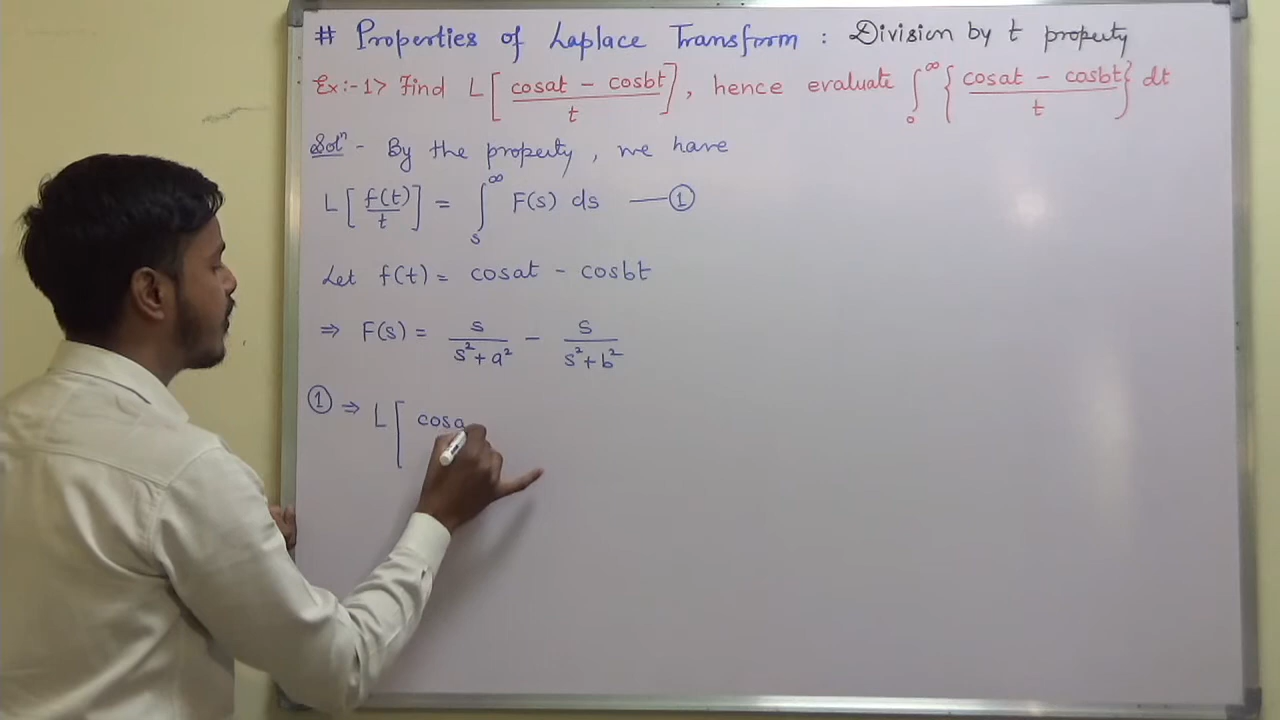 # Properties of Laplace Transform : Division by t property
Ex:-1> Find L[ (cosat - cosbt)/t ], hence evaluate ∫₀^∞ { (cosat - cosbt)/t } dt
Solⁿ - By the property, we have
L[ f(t)/t ] = ∫ₛ^∞ F(s) ds — ①
Let f(t) = cosat - cosbt
⇒ F(s) = s/(s²+a²) - s/(s²+b²)
① ⇒ L[ cosa